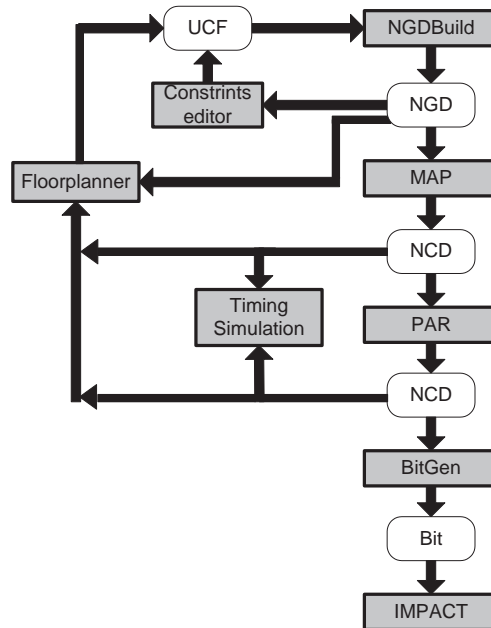 UCF
NGDBuild
Constrints
editor
NGD
Floorplanner
MAP
NCD
Timing
Simulation
PAR
NCD
BitGen
Bit
IMPACT